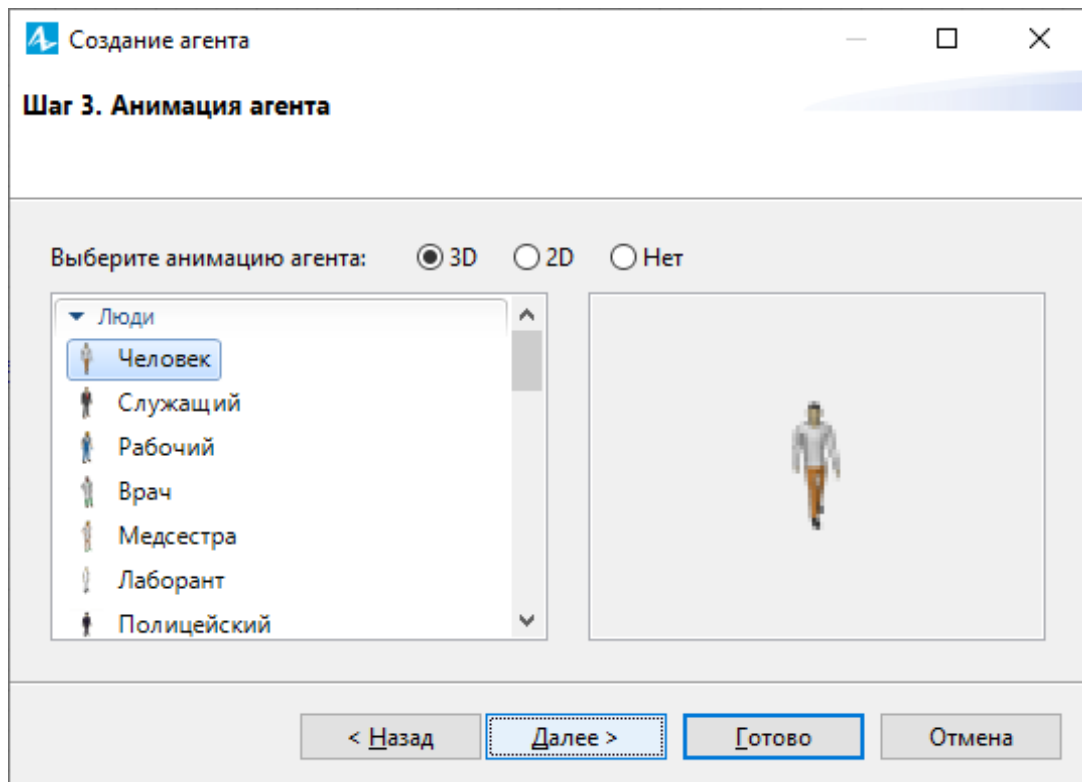 Создание агента
Шаг 3. Анимация агента
Выберите анимацию агента: 3D 2D Нет
Люди
Человек
Служащий
Рабочий
Врач
Медсестра
Лаборант
Полицейский
< Назад Далее > Готово Отмена